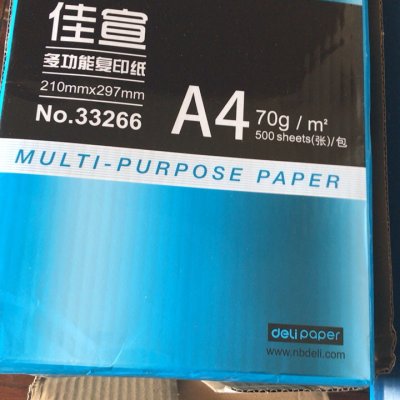 佳宣
多功能复印纸
210mmx297mm
No.33266
A4 70g / m²
500 sheets(张)/包
MULTI-PURPOSE PAPER
deli paper
www.nbdeli.com